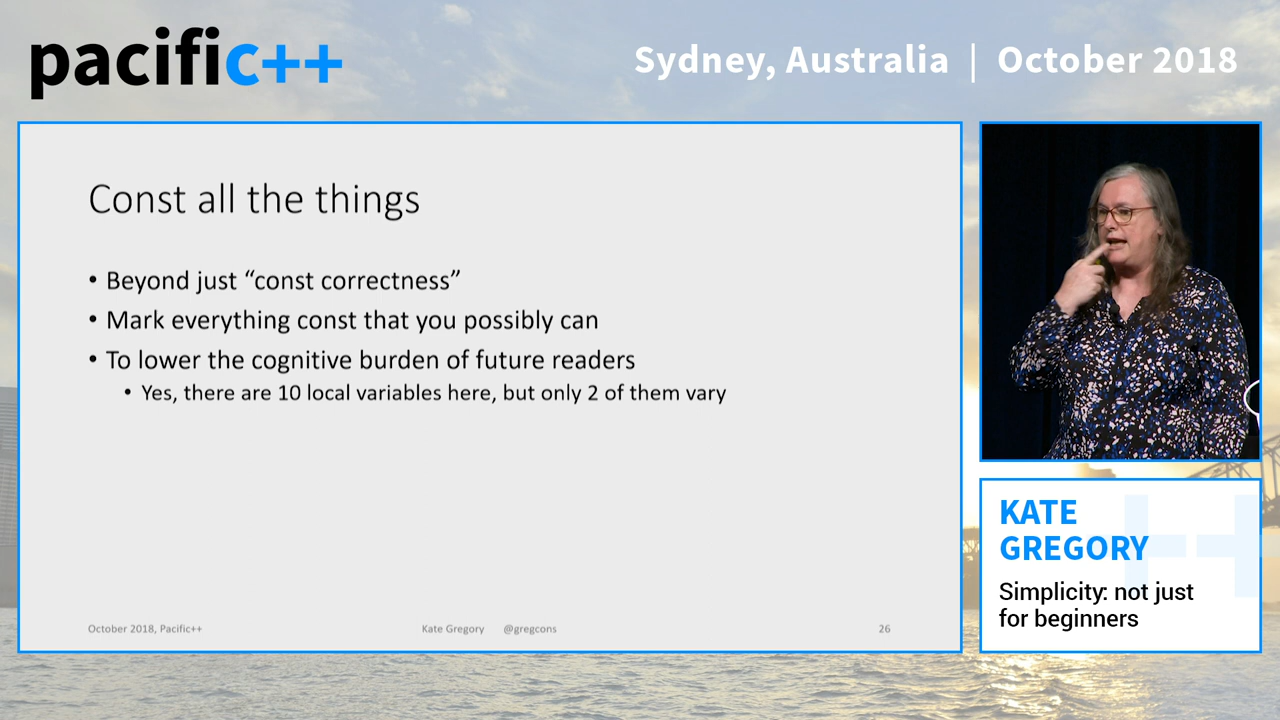 pacific++
Sydney, Australia | October 2018
Const all the things
• Beyond just “const correctness”
• Mark everything const that you possibly can
• To lower the cognitive burden of future readers
• Yes, there are 10 local variables here, but only 2 of them vary
October 2018, Pacific++
Kate Gregory @gregcons
26
KATE
GREGORY
Simplicity: not just
for beginners